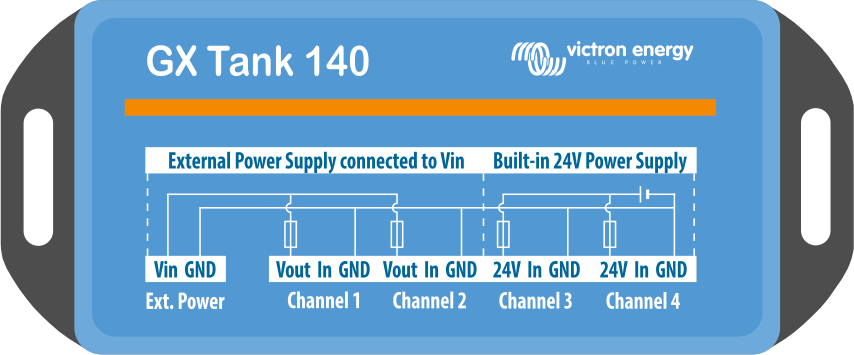 GX Tank 140
victron energy
BLUE POWER
External Power Supply connected to Vin
Built-in 24V Power Supply
Vin GND
Vout In GND
Vout In GND
24V In GND
24V In GND
Ext. Power
Channel 1
Channel 2
Channel 3
Channel 4